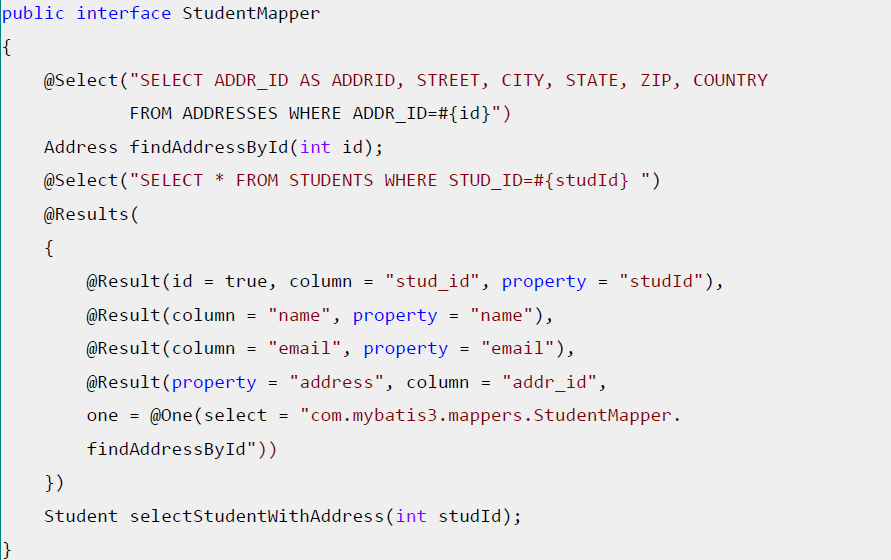 public interface StudentMapper
{
@Select("SELECT ADDR_ID AS ADDRID, STREET, CITY, STATE, ZIP, COUNTRY
FROM ADDRESSES WHERE ADDR_ID=#{id}")
Address findAddressById(int id);
@Select("SELECT * FROM STUDENTS WHERE STUD_ID=#{studId} ")
@Results(
{
@Result(id = true, column = "stud_id", property = "studId"),
@Result(column = "name", property = "name"),
@Result(column = "email", property = "email"),
@Result(property = "address", column = "addr_id",
one = @One(select = "com.mybatis3.mappers.StudentMapper.
findAddressById"))
})
Student selectStudentWithAddress(int studId);
}